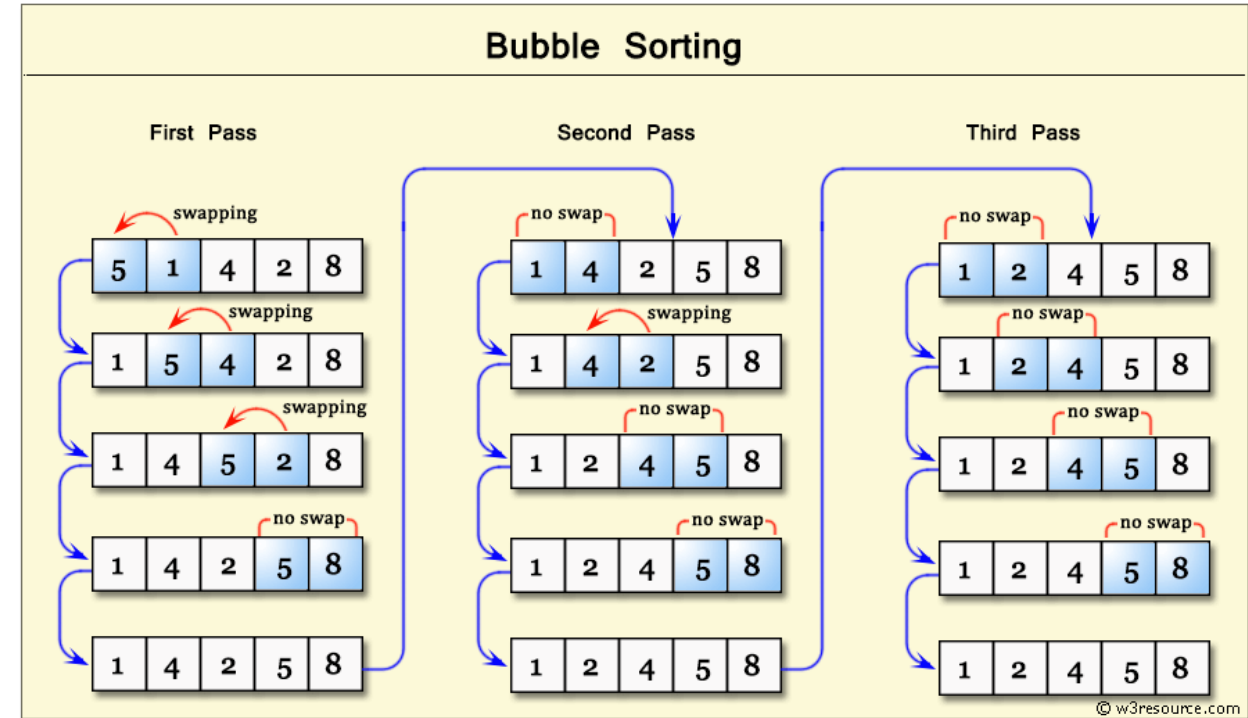 Bubble Sorting
First Pass
swapping
5 1 4 2 8
swapping
1 5 4 2 8
swapping
1 4 5 2 8
no swap
1 4 2 5 8
1 4 2 5 8
Second Pass
no swap
1 4 2 5 8
swapping
1 4 2 5 8
no swap
1 2 4 5 8
no swap
1 2 4 5 8
1 2 4 5 8
Third Pass
no swap
1 2 4 5 8
no swap
1 2 4 5 8
no swap
1 2 4 5 8
no swap
1 2 4 5 8
1 2 4 5 8
© w3resource.com